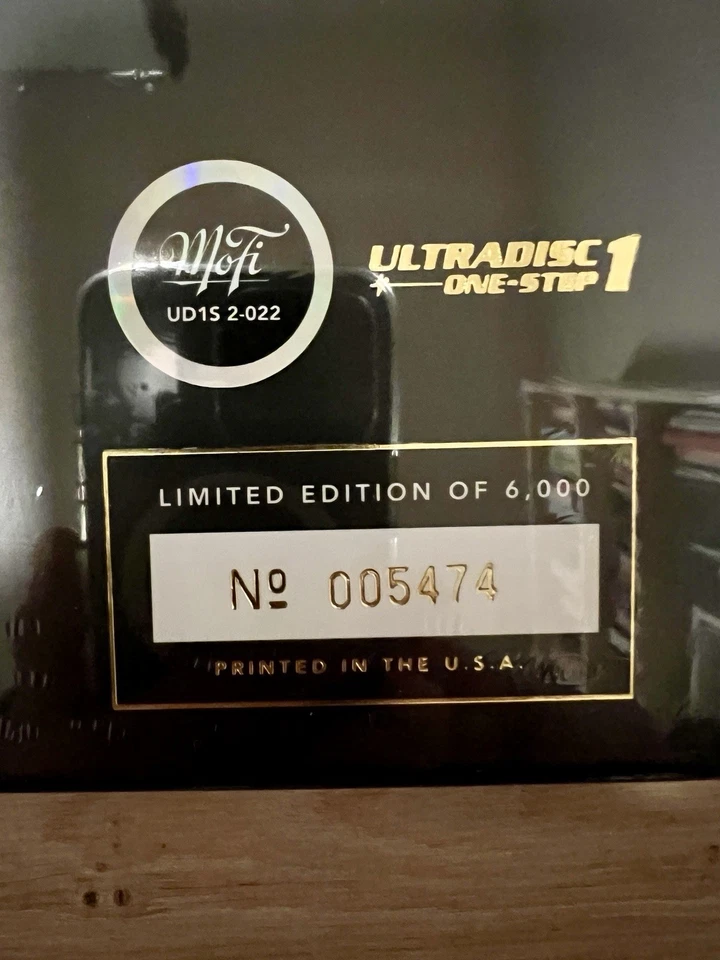 MoFi
UD1S 2-022
ULTRADISC
ONE-STEP 1
LIMITED EDITION OF 6,000
Nº 005474
PRINTED IN THE U.S.A.